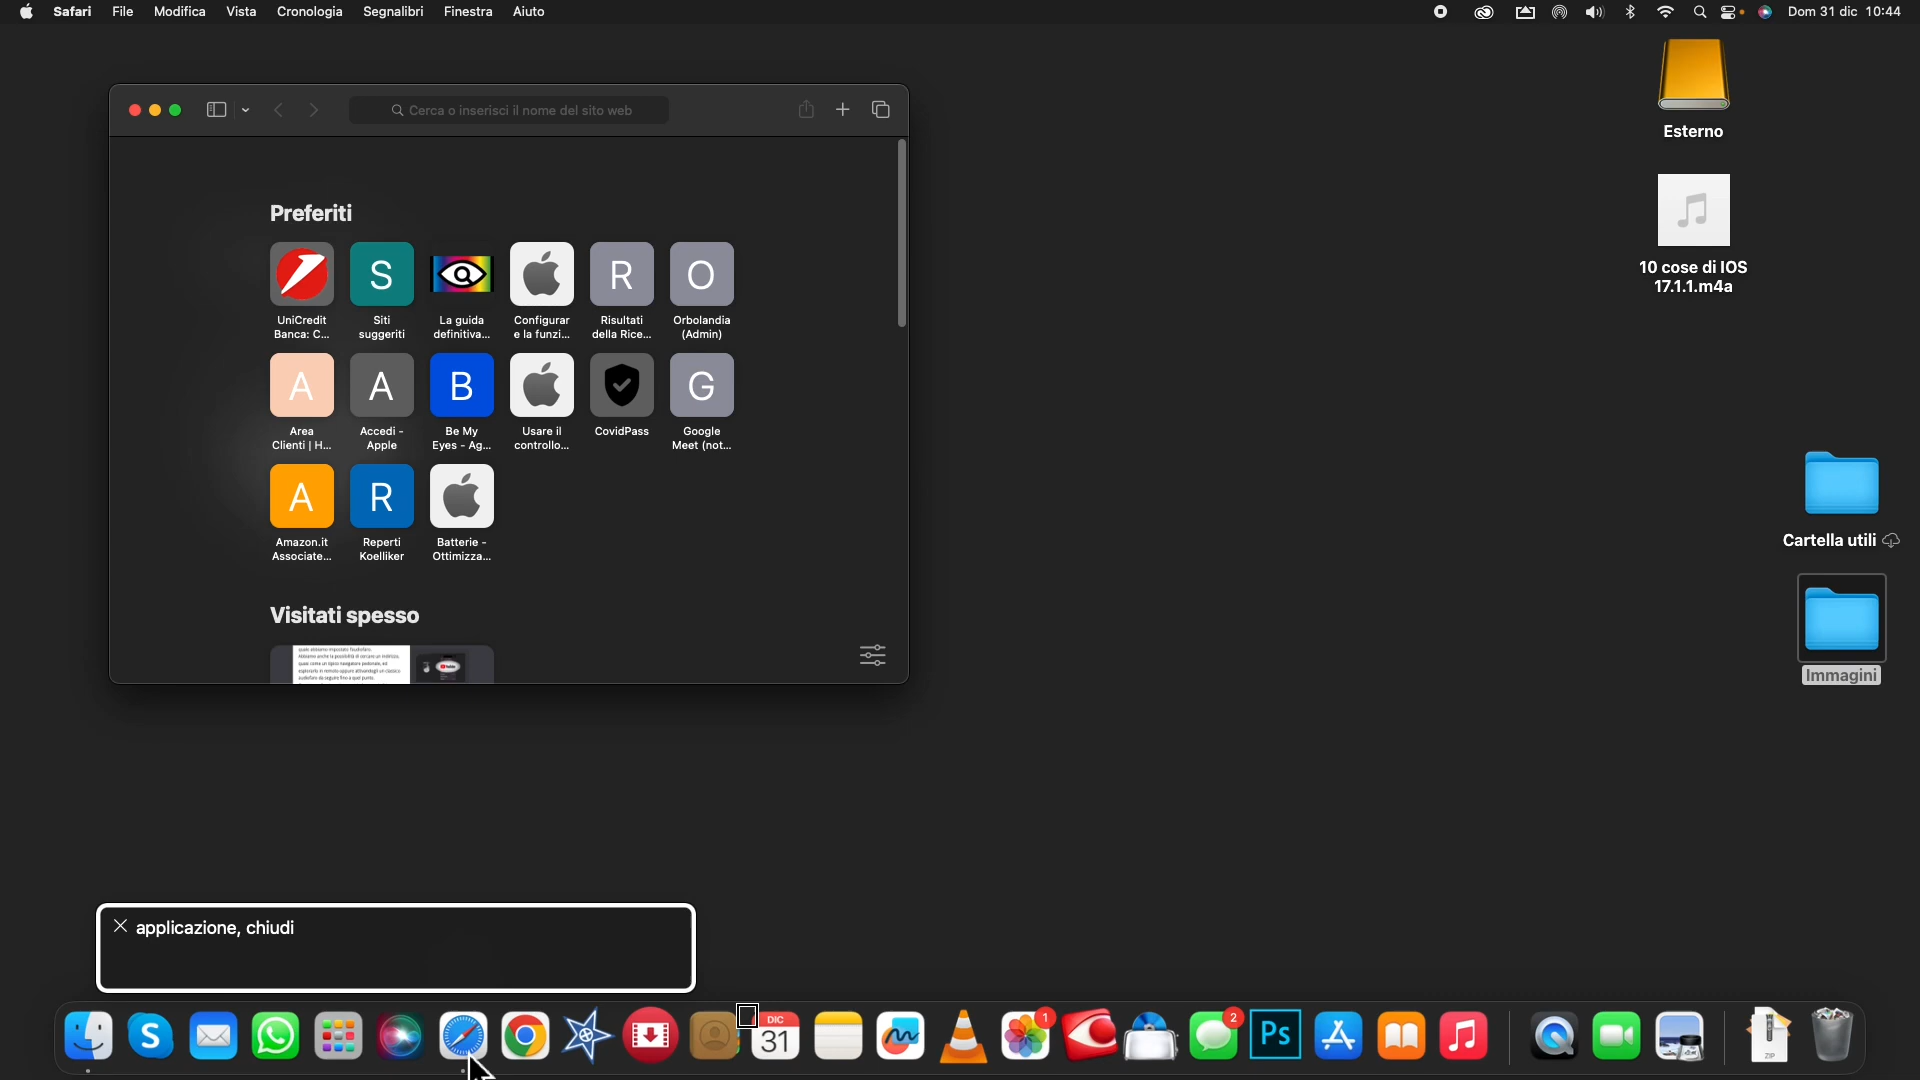 Safari File Modifica Vista Cronologia Segnalibri Finestra Aiuto
Dom 31 dic 10:44
Cerca o inserisci il nome del sito web
Esterno
10 cose di IOS
17.1.1.m4a
Cartella utili
Immagini
Preferiti
S
R
O
UniCredit
Banca: C...
Siti
suggeriti
La guida
definitiva...
Configurar
e la funzi...
Risultati
della Rice...
Orbolandia
(Admin)
A
A
B
G
Area
Clienti | H...
Accedi -
Apple
Be My
Eyes - Ag...
Usare il
controllo...
CovidPass
Google
Meet (not...
A
R
Amazon.it
Associate...
Reperti
Koelliker
Batterie -
Ottimizza...
Visitati spesso
applicazione, chiudi
S
DIC
31
1
2
Ps
ZIP